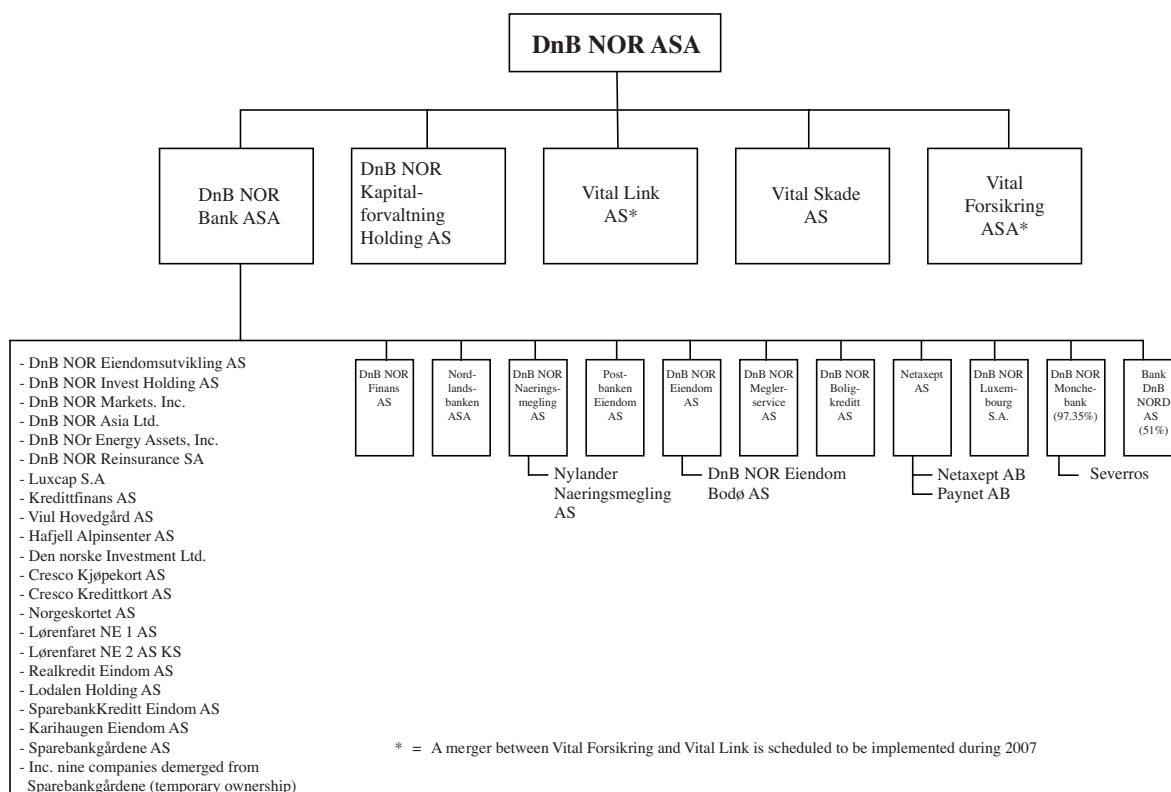 DnB NOR ASA
DnB NOR
Bank ASA
DnB NOR
Kapital-
forvaltning
Holding AS
Vital Link
AS*
Vital Skade
AS
Vital
Forsikring
ASA*
- DnB NOR Eiendomsutvikling AS
- DnB NOR Invest Holding AS
- DnB NOR Markets. Inc.
- DnB NOR Asia Ltd.
- DnB NOr Energy Assets, Inc.
- DnB NOR Reinsurance SA
- Luxcap S.A
- Kredittfinans AS
- Viul Hovedgård AS
- Hafjell Alpinsenter AS
- Den norske Investment Ltd.
- Cresco Kjøpekort AS
- Cresco Kredittkort AS
- Norgeskortet AS
- Lørenfaret NE 1 AS
- Lørenfaret NE 2 AS KS
- Realkredit Eindom AS
- Lodalen Holding AS
- SparebankKreditt Eindom AS
- Karihaugen Eiendom AS
- Sparebankgårdene AS
- Inc. nine companies demerged from
Sparebankgårdene (temporary ownership)
DnB NOR
Finans
AS
Nord-
landsbanken
ASA
DnB NOR
Naerings-
megling
AS
Nylander
Naeringsmegling
AS
Post-
banken
Eiendom
AS
DnB NOR
Eiendom
AS
DnB NOR Eiendom
Bodø AS
DnB NOR
Megler-
service
AS
DnB NOR
Bolig-
kreditt
AS
Netaxept
AS
Netaxept AB
Paynet AB
DnB NOR
Luxem-
bourg
S.A.
DnB NOR
Monche-
bank
(97.35%)
Severros
Bank
DnB
NORD
AS
(51%)
* = A merger between Vital Forsikring and Vital Link is scheduled to be implemented during 2007